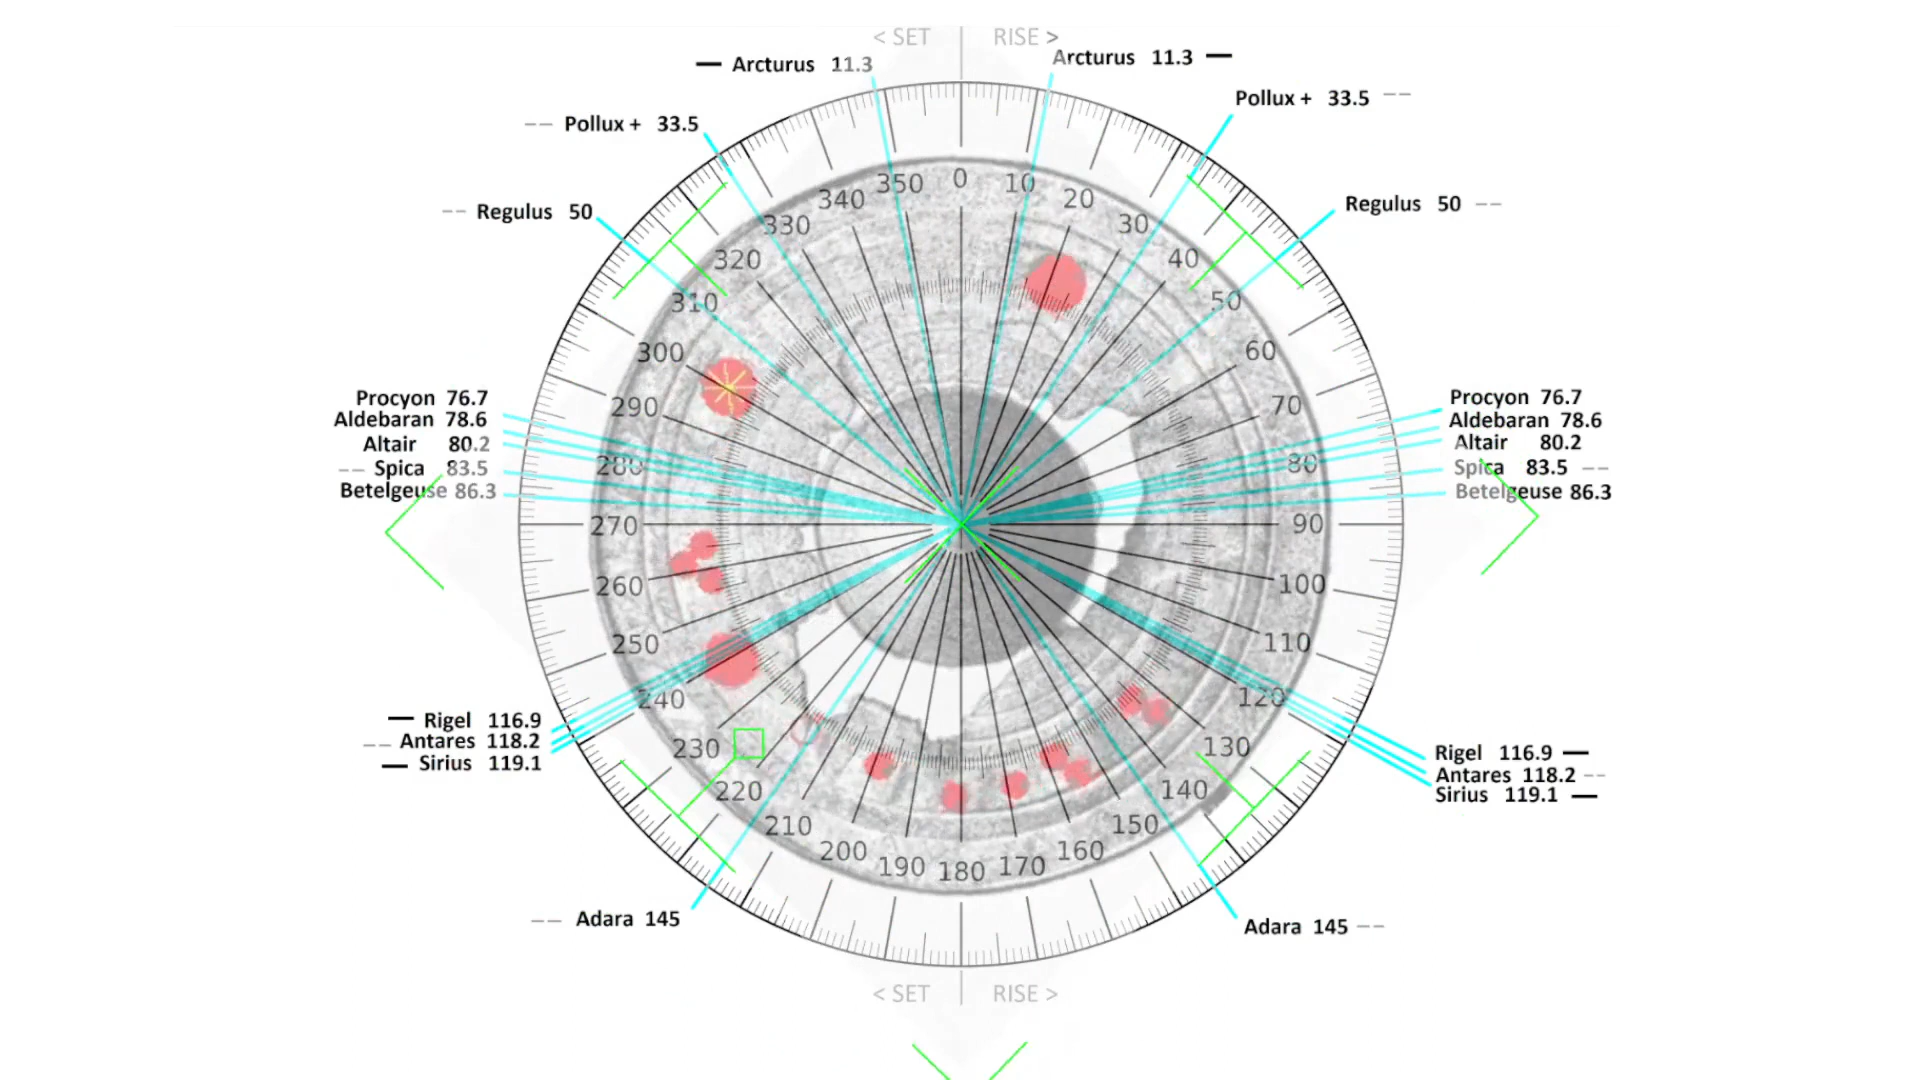 < SET RISE >
Arcturus 11.3
Arcturus 11.3
Pollux + 33.5
Pollux + 33.5
Regulus 50
Regulus 50
Procyon 76.7
Aldebaran 78.6
Altair 80.2
Spica 83.5
Betelgeuse 86.3
Procyon 76.7
Aldebaran 78.6
Altair 80.2
Spica 83.5
Betelgeuse 86.3
0
10
20
30
40
50
60
70
80
90
100
110
120
130
140
150
160
170
180
190
200
210
220
230
240
250
260
270
280
290
300
310
320
330
340
350
Rigel 116.9
Antares 118.2
Sirius 119.1
Rigel 116.9
Antares 118.2
Sirius 119.1
Adara 145
Adara 145
< SET RISE >